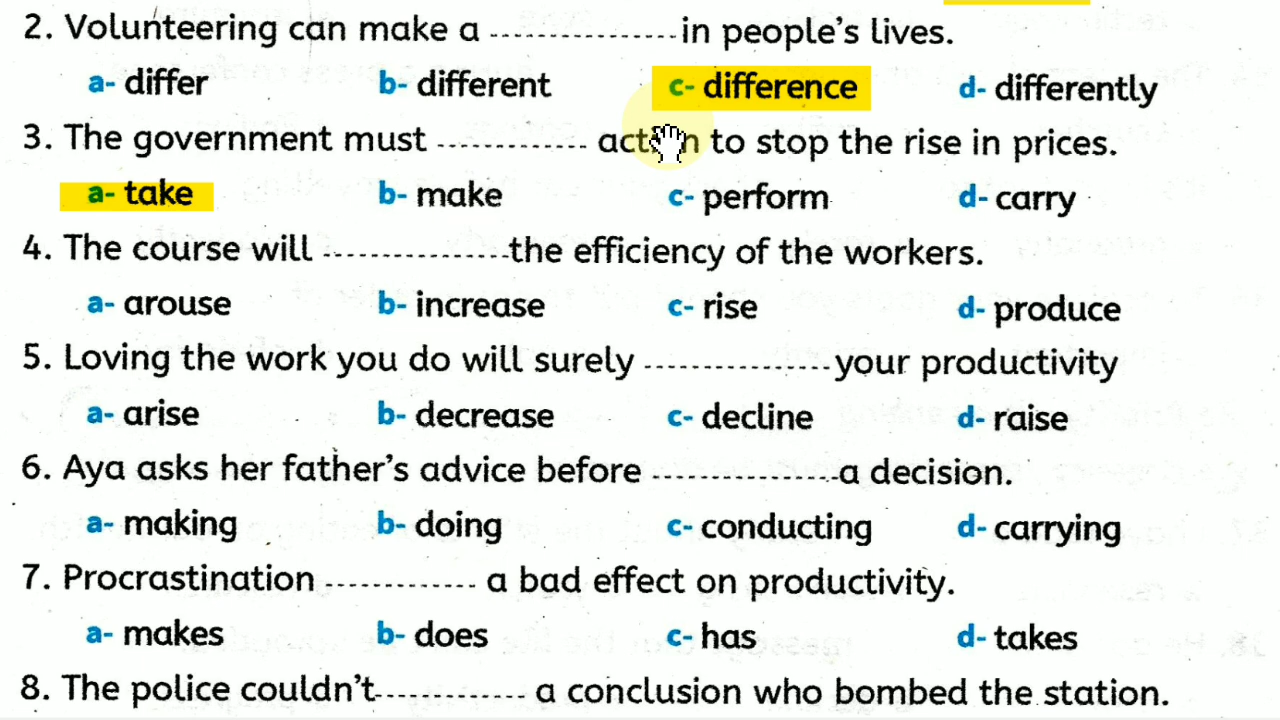 2. Volunteering can make a .................. in people's lives.
a- differ b- different c- difference d- differently
3. The government must .............. action to stop the rise in prices.
a- take b- make c- perform d- carry
4. The course will ..................the efficiency of the workers.
a- arouse b- increase c- rise d- produce
5. Loving the work you do will surely ..................your productivity
a- arise b- decrease c- decline d- raise
6. Aya asks her father's advice before ..................a decision.
a- making b- doing c- conducting d- carrying
7. Procrastination .............. a bad effect on productivity.
a- makes b- does c- has d- takes
8. The police couldn't.............. a conclusion who bombed the station.